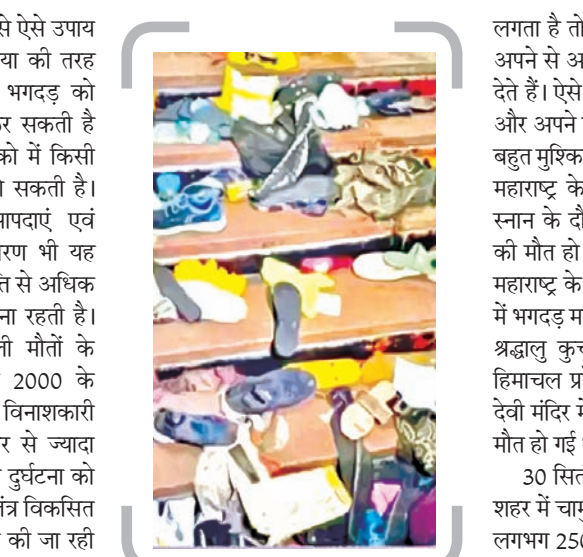 से ऐसे उपाय
या की तरह
भगदड़ को
र सकती है
को में किसी
सकती है।
आपदाएं एवं
रण भी यह
से अधिक
ना रहती है।
ली मौतों के
2000 के
विनाशकारी
र से ज्यादा
दुर्घटना को
तंत्र विकसित
की जा रही
लगता है तो
अपने से अ
देते हैं। ऐसे
और अपने
बहुत मुश्कि
महाराष्ट्र के
स्नान के दौ
की मौत हो
महाराष्ट्र के
में भगदड़ म
श्रद्धालु कुच
हिमाचल प्र
देवी मंदिर में
मौत हो गई
30 सित
शहर में चाम
लगभग 25